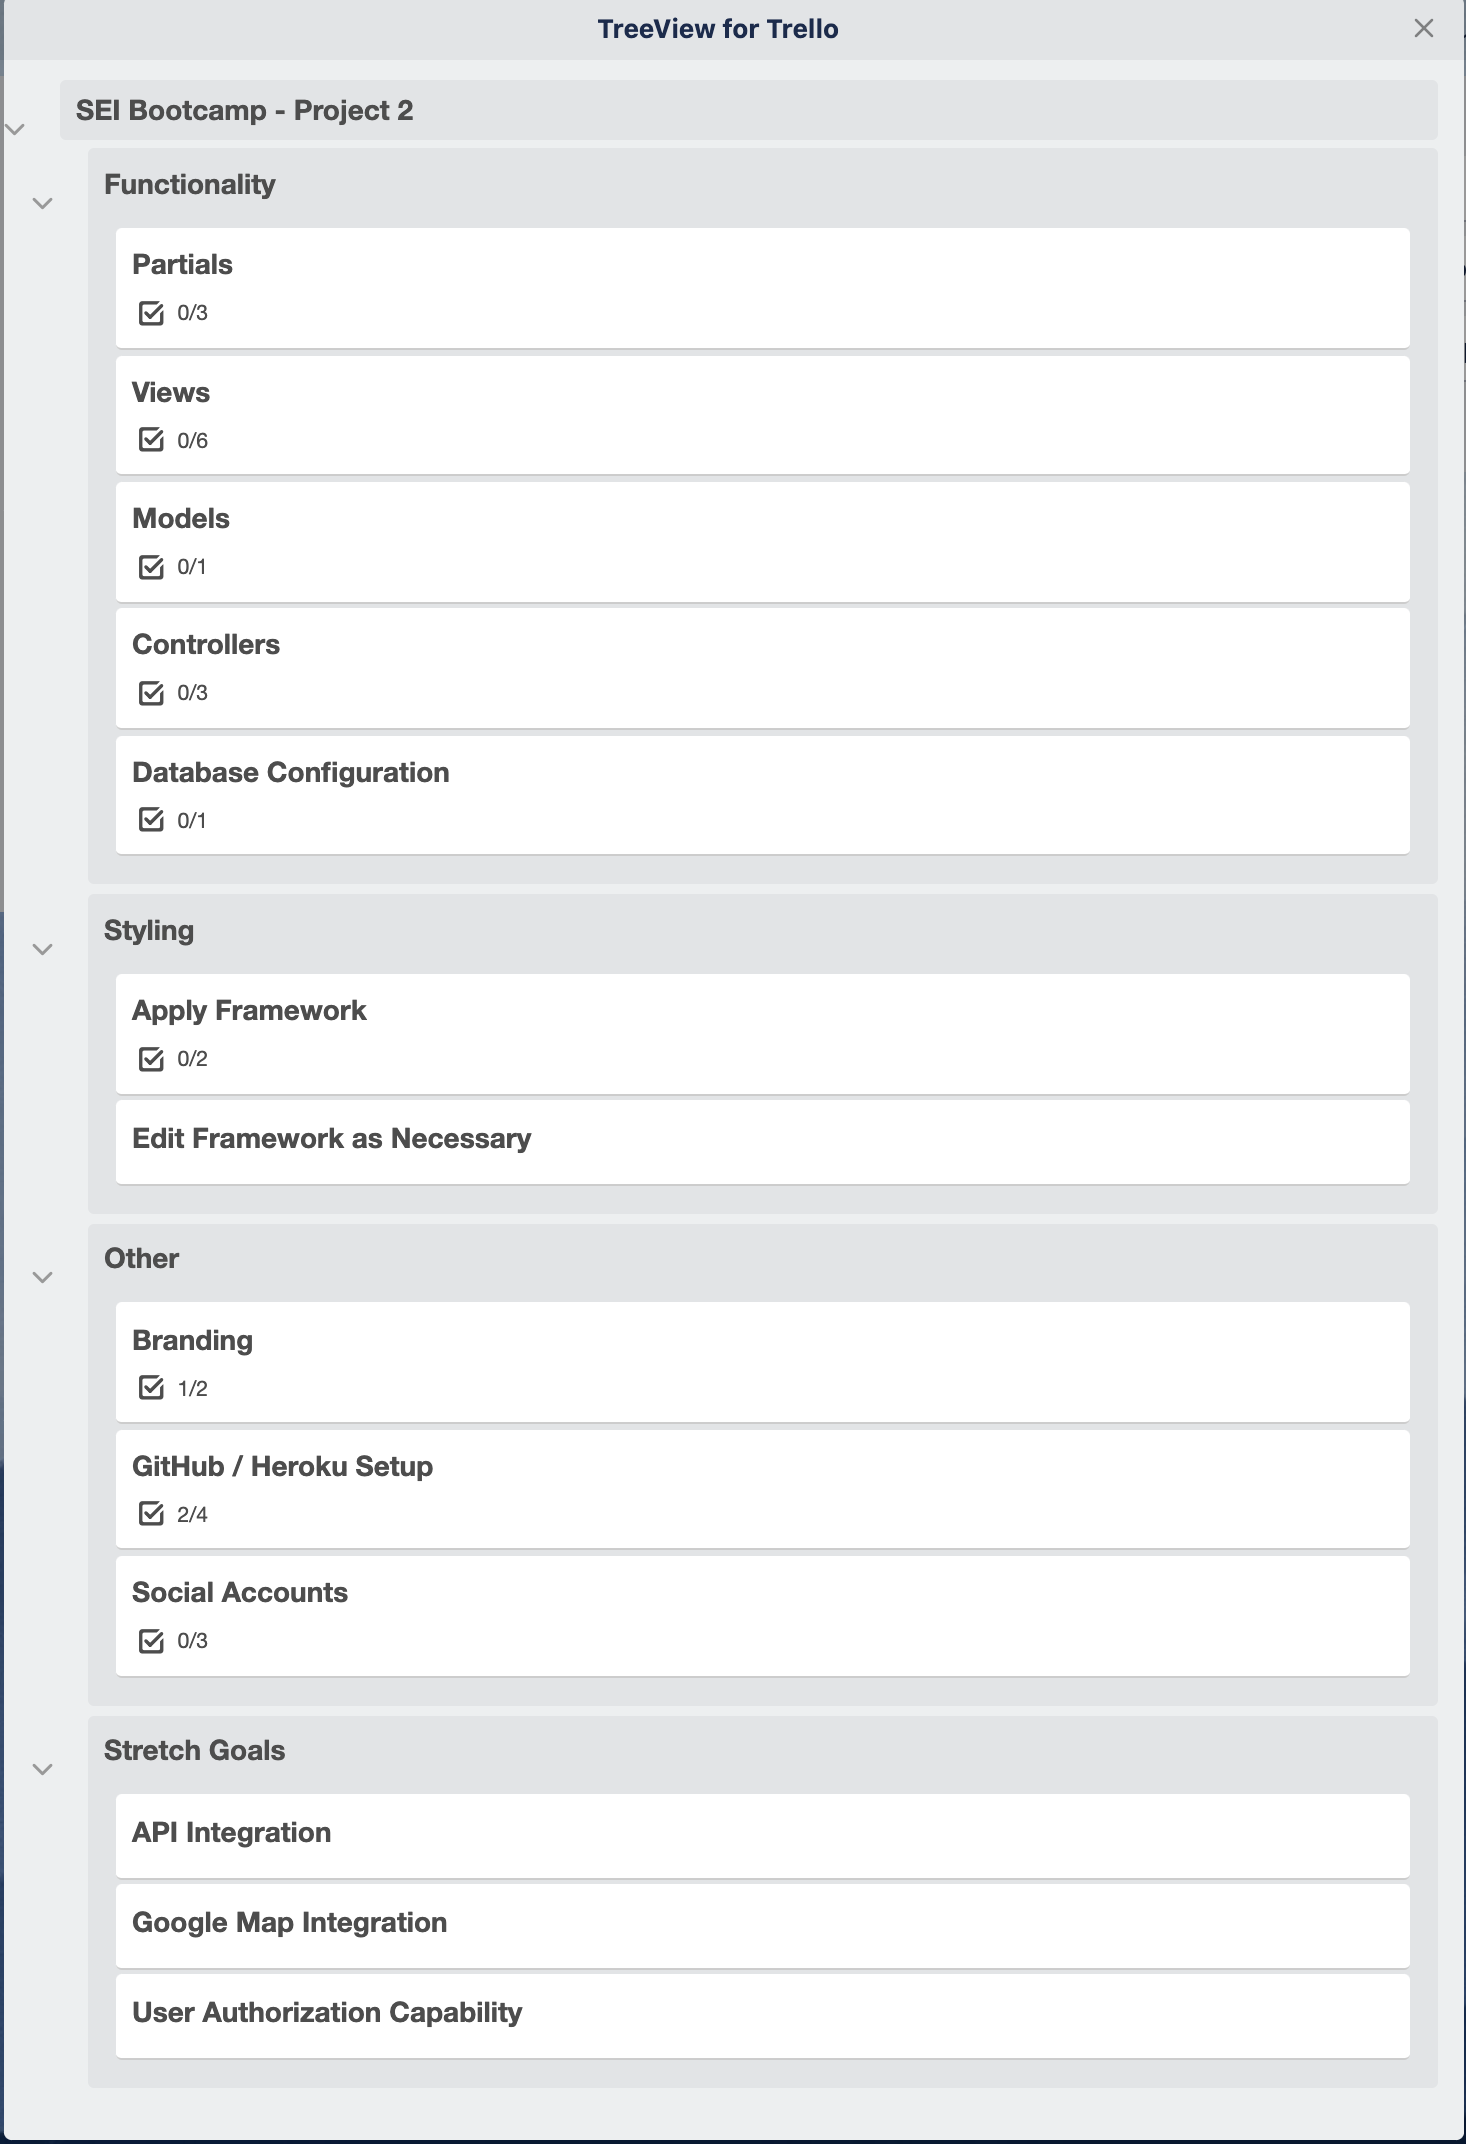 TreeView for Trello
SEI Bootcamp - Project 2
Functionality
Partials
0/3
Views
0/6
Models
0/1
Controllers
0/3
Database Configuration
0/1
Styling
Apply Framework
0/2
Edit Framework as Necessary
Other
Branding
1/2
GitHub / Heroku Setup
2/4
Social Accounts
0/3
Stretch Goals
API Integration
Google Map Integration
User Authorization Capability